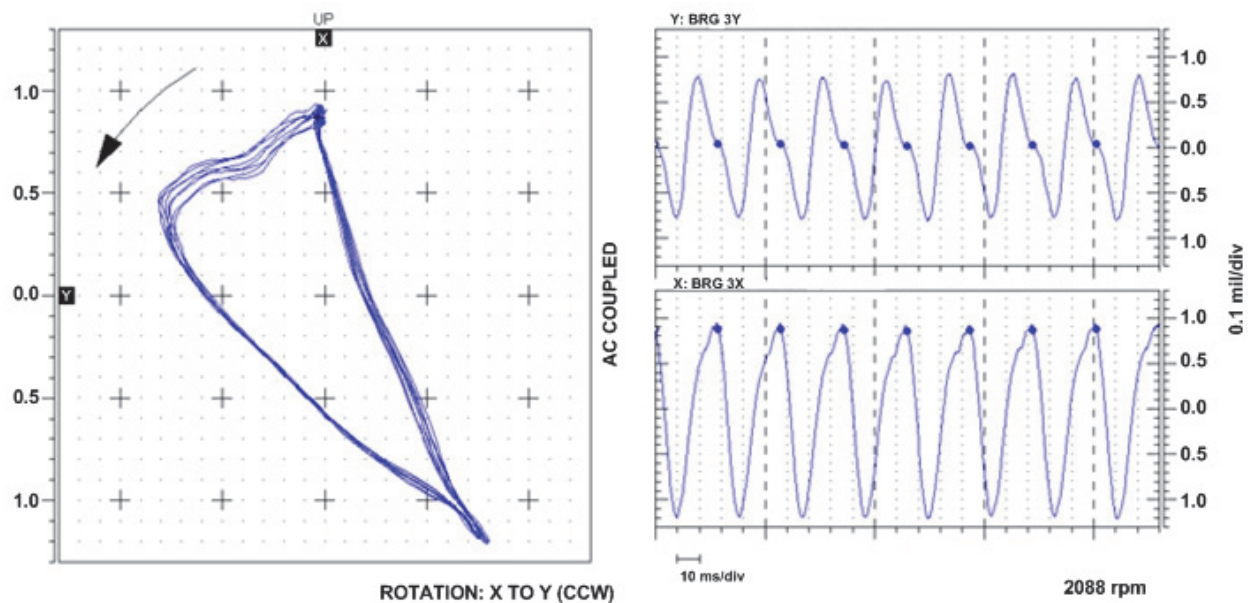 UP
X
1.0
0.5
0.0
0.5
1.0
Y
AC COUPLED
ROTATION: X TO Y (CCW)
Y: BRG 3Y
1.0
0.5
0.0
0.5
1.0
X: BRG 3X
1.0
0.5
0.0
0.5
1.0
0.1 mil/div
10 ms/div
2088 rpm